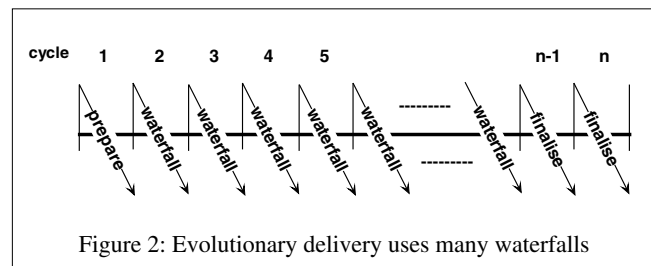 cycle 1 2 3 4 5 n-1 n
prepare
waterfall
waterfall
waterfall
waterfall
waterfall
waterfall
finalise
finalise
Figure 2: Evolutionary delivery uses many waterfalls